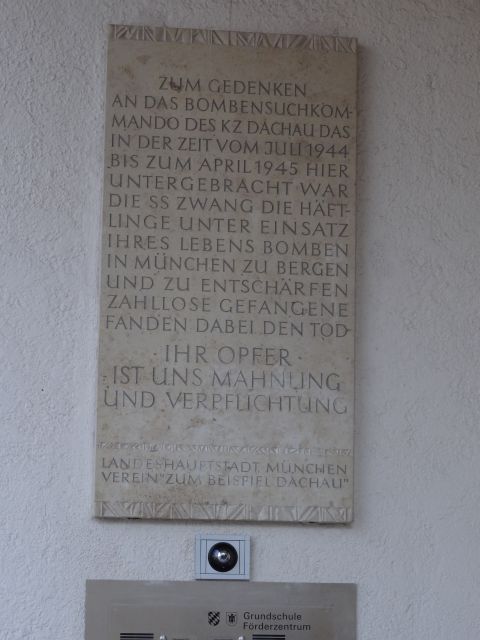 ZUM GEDENKEN
AN DAS BOMBENSUCHKOM-
MANDO DES KZ DACHAU DAS
IN DER ZEIT VOM JULI 1944
BIS ZUM APRIL 1945 HIER
UNTERGEBRACHT WAR
DIE SS ZWANG DIE HÄFT-
LINGE UNTER EINSATZ
IHRES LEBENS BOMBEN
IN MÜNCHEN ZU BERGEN
UND ZU ENTSCHÄRFEN
ZAHLLOSE GEFANGENE
FANDEN DABEI DEN TOD
IHR OPFER
IST UNS MAHNUNG
UND VERPFLICHTUNG
LANDESHAUPTSTADT MÜNCHEN
VEREIN "ZUM BEISPIEL DACHAU"
Grundschule
Förderzentrum